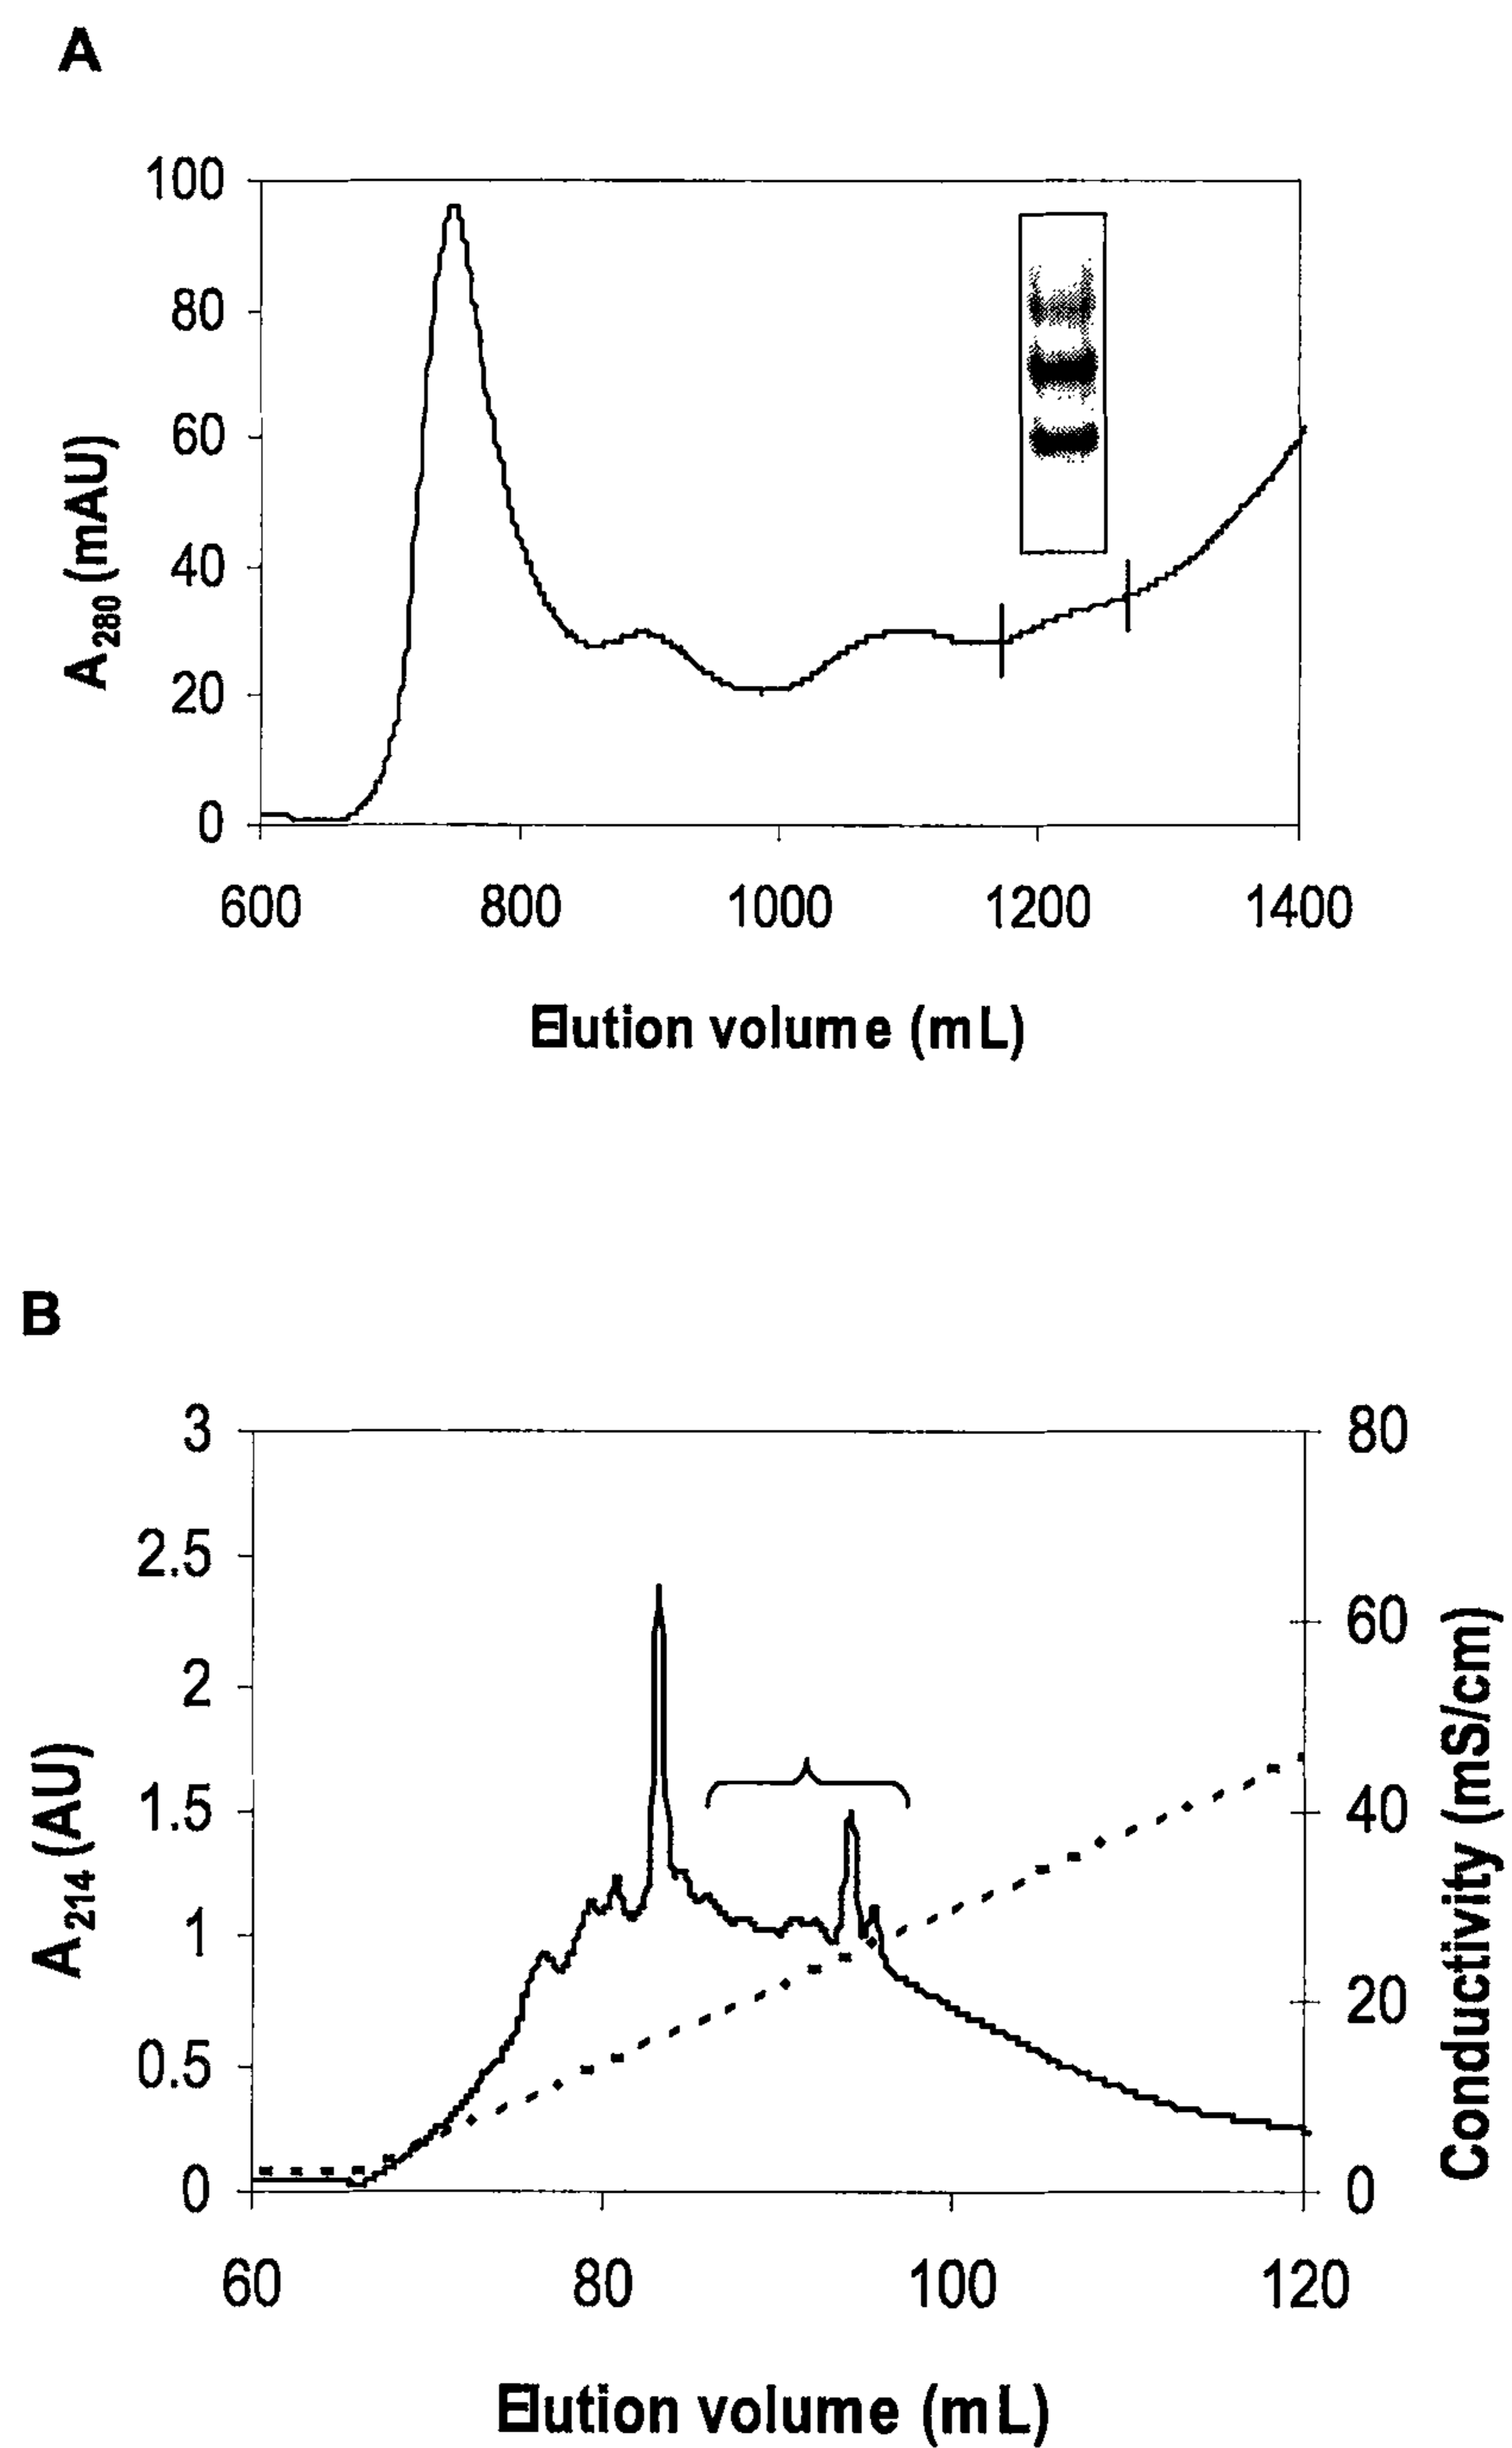 A
100
80
60
40
20
0
A280 (mAU)
600 800 1000 1200 1400
Elution volume (mL)
B
3
2.5
2
1.5
1
0.5
0
A214 (AU)
80
60
40
20
0
Conductivity (mS/cm)
60 80 100 120
Elution volume (mL)